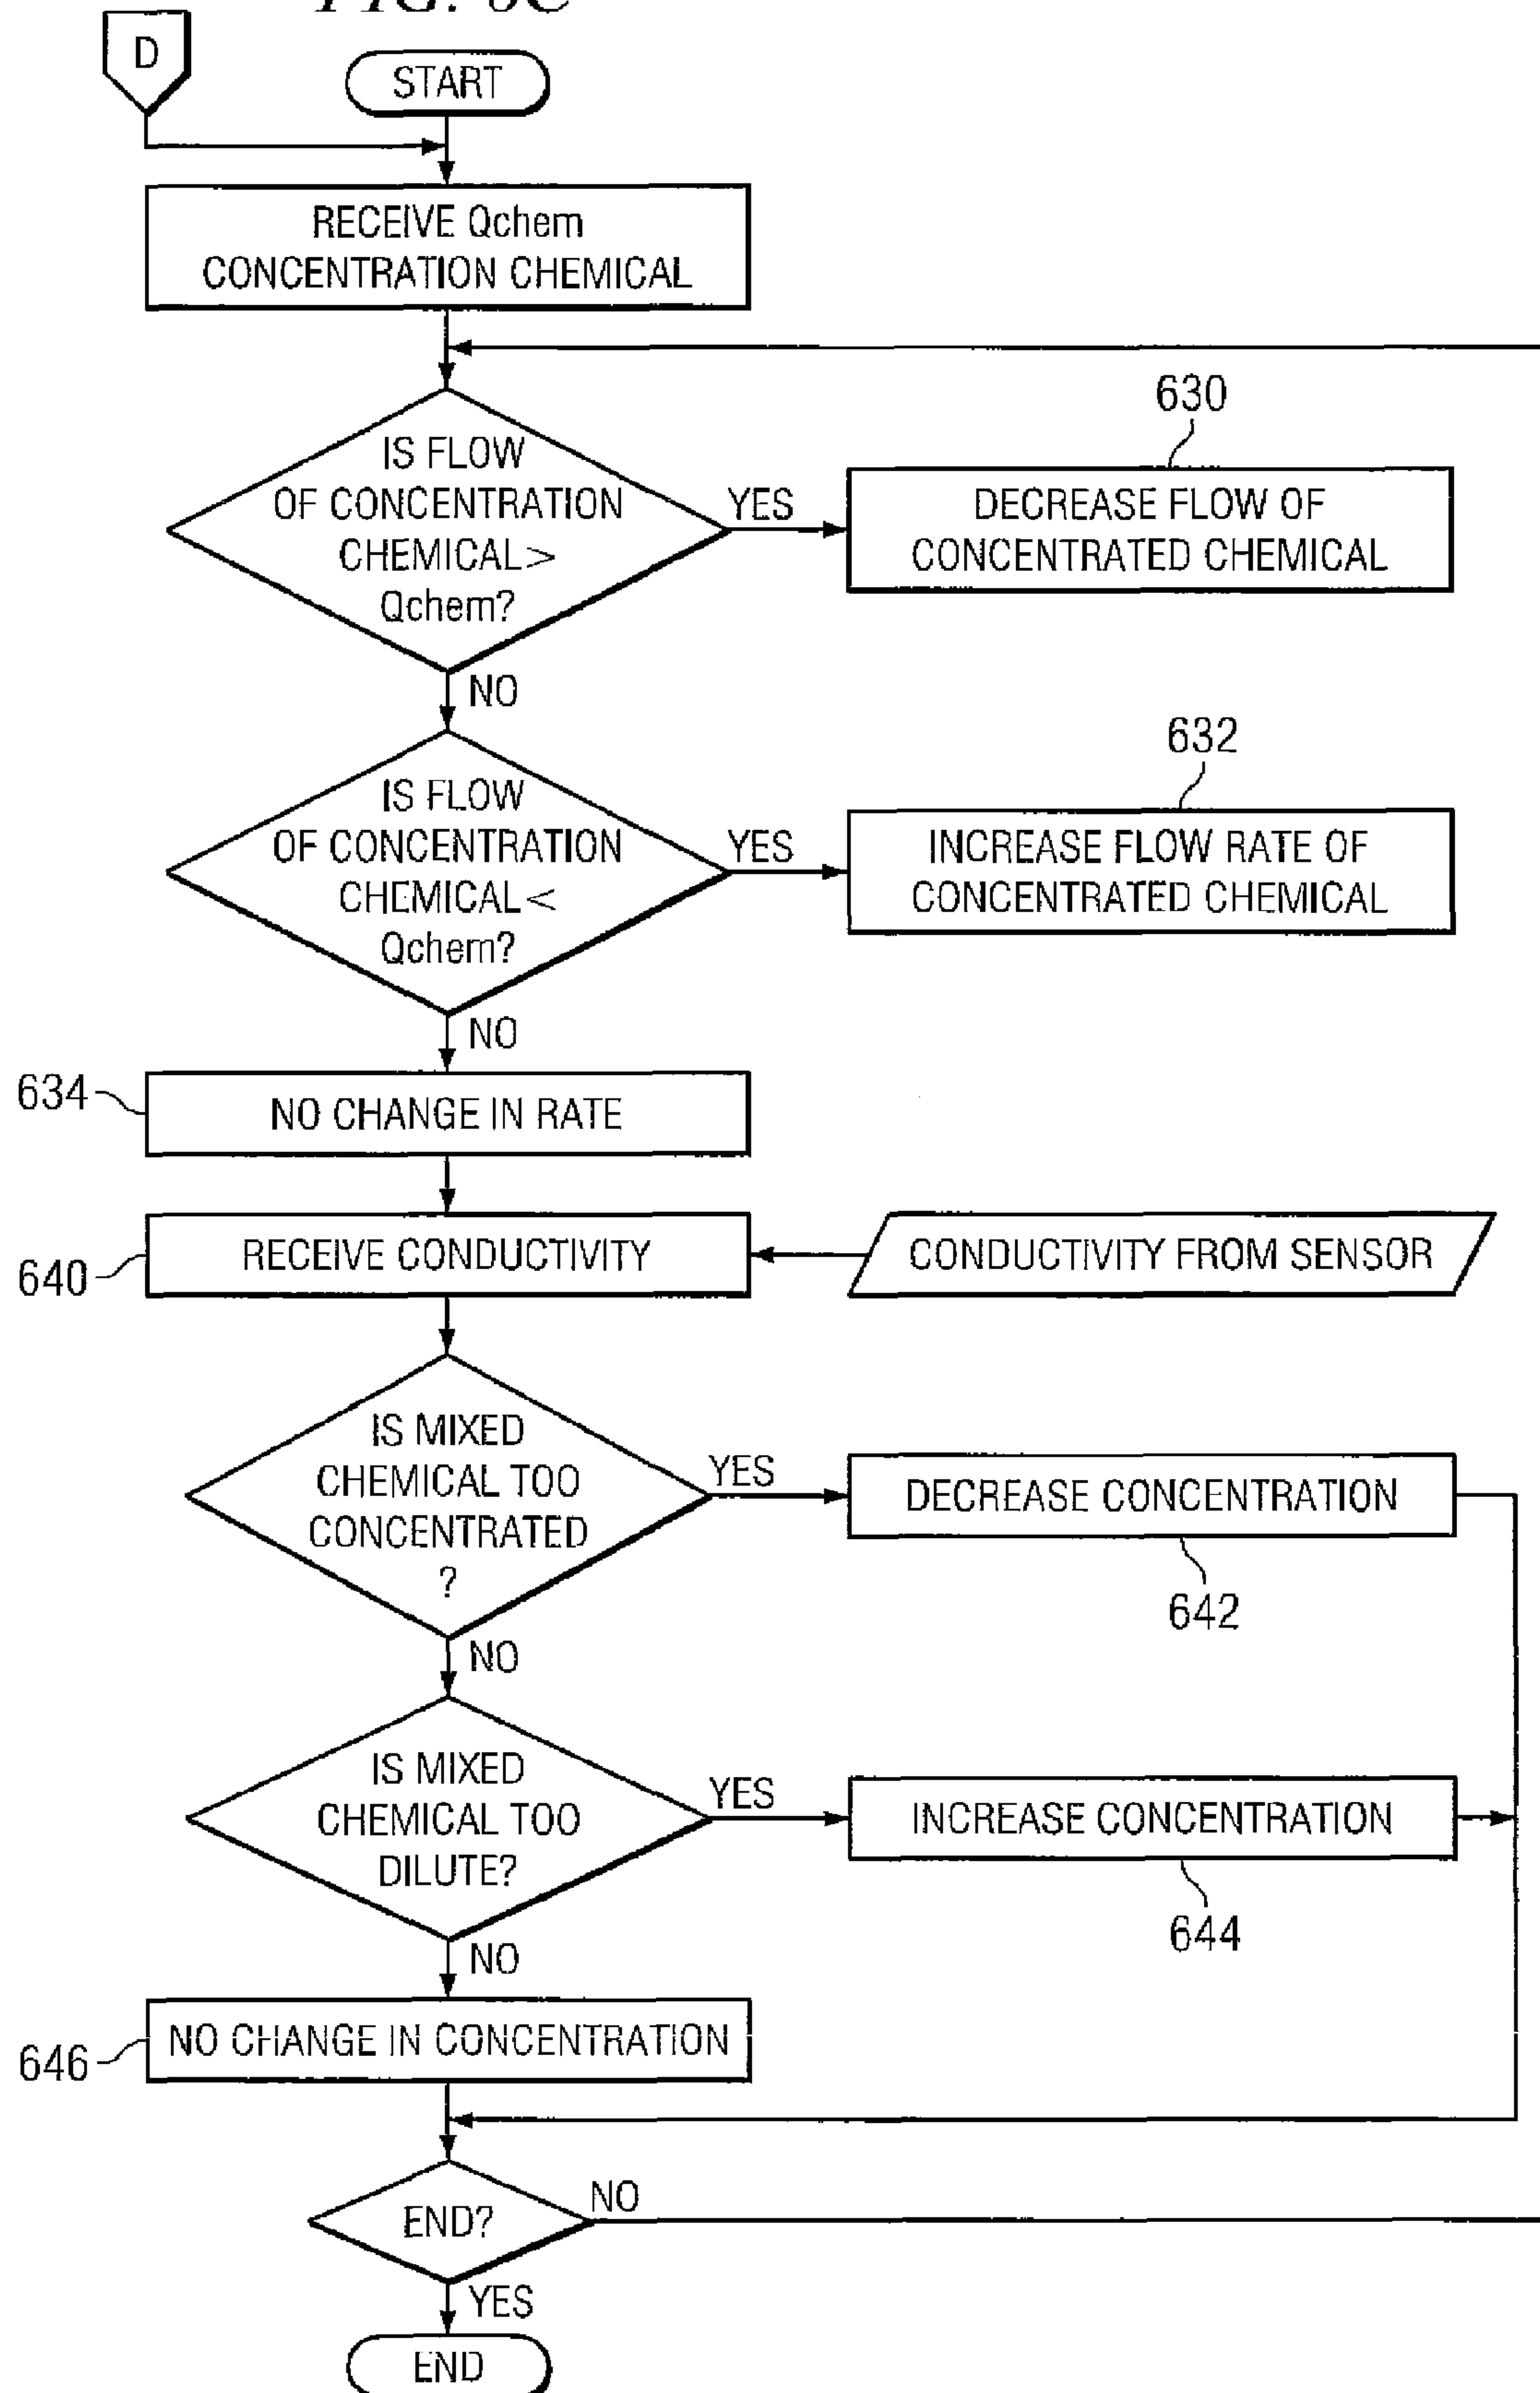 D
START
RECEIVE Qchem
CONCENTRATION CHEMICAL
630
IS FLOW
OF CONCENTRATION
CHEMICAL>
Qchem?
YES
DECREASE FLOW OF
CONCENTRATED CHEMICAL
NO
632
IS FLOW
OF CONCENTRATION
CHEMICAL<
Qchem?
YES
INCREASE FLOW RATE OF
CONCENTRATED CHEMICAL
NO
634
NO CHANGE IN RATE
640
RECEIVE CONDUCTIVITY
CONDUCTIVITY FROM SENSOR
IS MIXED
CHEMICAL TOO
CONCENTRATED
?
YES
DECREASE CONCENTRATION
642
NO
IS MIXED
CHEMICAL TOO
DILUTE?
YES
INCREASE CONCENTRATION
644
NO
646
NO CHANGE IN CONCENTRATION
END?
NO
YES
END